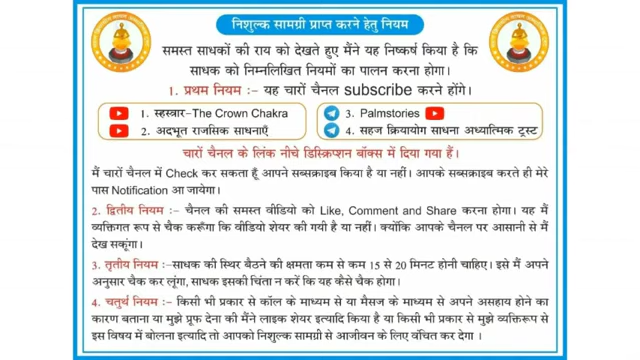 निशुल्क सामग्री प्राप्त करने हेतु नियम
समस्त साधकों की राय को देखते हुए मैंने यह निष्कर्ष किया है कि
साधक को निम्नलिखित नियमों का पालन करना होगा।
1. प्रथम नियम :- यह चारों चैनल subscribe करने होंगे।
1. स्हस्त्रार-The Crown Chakra
2. अदभूत राजसिक साधनाएँ
3. Palmstories
4. सहज क्रियायोग साधना अध्यात्मिक ट्रस्ट
चारों चैनल के लिंक नीचे डिस्क्रिप्शन बॉक्स में दिया गया हैं।
मैं चारों चैनल में Check कर सकता हूँ आपने सब्सक्राइब किया है या नहीं। आपके सब्सक्राइब करते ही मेरे
पास Notification आ जायेगा।
2. द्वितीय नियम :- चैनल की समस्त वीडियो को Like, Comment and Share करना होगा। यह मैं
व्यक्तिगत रूप से चैक करूँगा कि वीडियो शेयर की गयी है या नहीं। क्योंकि आपके चैनल पर आसानी से मैं
देख सकूंगा।
3. तृतीय नियम :- साधक की स्थिर बैठने की क्षमता कम से कम 15 से 20 मिनट होनी चाहिए। इसे मैं अपने
अनुसार चैक कर लूंगा, साधक इसकी चिंता न करें कि यह कैसे चैक होगा।
4. चतुर्थ नियम :- किसी भी प्रकार से कॉल के माध्यम से या मैसज के माध्यम से अपने असहाय होने का
कारण बताना या मुझे प्रूफ देना की मैंने लाइक शेयर इत्यादि किया है या किसी भी प्रकार से मुझे व्यक्तिरूप से
इस विषय में बोलना इत्यादि तो आपको निशुल्क सामग्री से आजीवन के लिए वंचित कर देगा ।